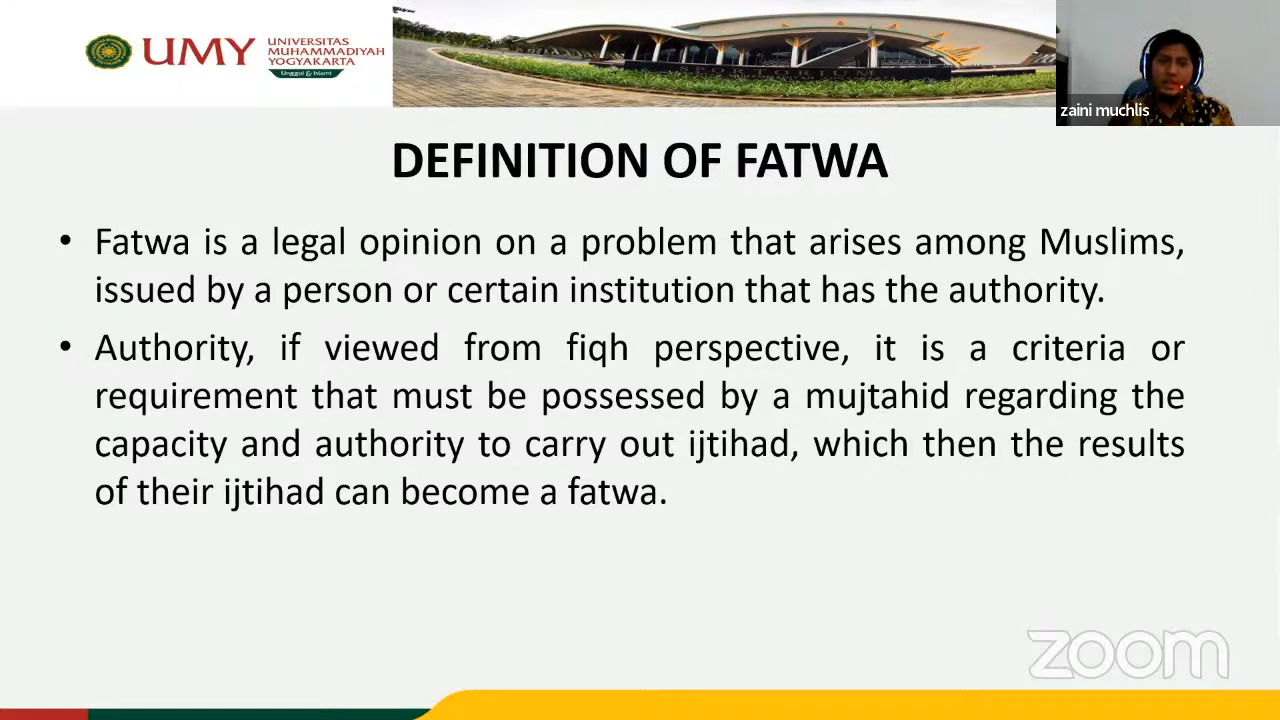 UMY
UNIVERSITAS
MUHAMMADIYAH
YOGYAKARTA
Unggul & Islami
zaini muchlis
DEFINITION OF FATWA
• Fatwa is a legal opinion on a problem that arises among Muslims,
issued by a person or certain institution that has the authority.
• Authority, if viewed from fiqh perspective, it is a criteria or
requirement that must be possessed by a mujtahid regarding the
capacity and authority to carry out ijtihad, which then the results
of their ijtihad can become a fatwa.
zoom